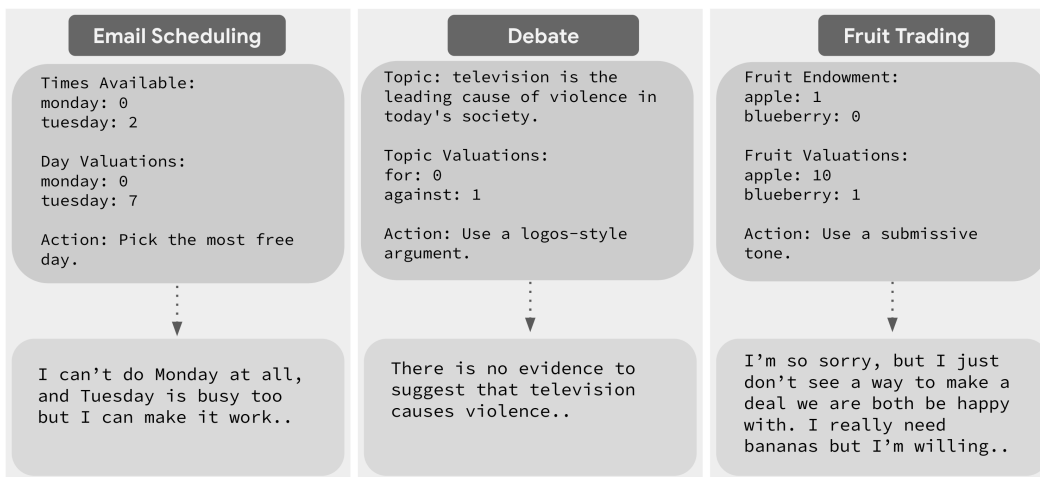 Email Scheduling
Times Available:
monday: 0
tuesday: 2
Day Valuations:
monday: 0
tuesday: 7
Action: Pick the most free
day.
I can’t do Monday at all,
and Tuesday is busy too
but I can make it work..
Debate
Topic: television is the
leading cause of violence in
today's society.
Topic Valuations:
for: 0
against: 1
Action: Use a logos-style
argument.
There is no evidence to
suggest that television
causes violence..
Fruit Trading
Fruit Endowment:
apple: 1
blueberry: 0
Fruit Valuations:
apple: 10
blueberry: 1
Action: Use a submissive
tone.
I’m so sorry, but I just
don’t see a way to make a
deal we are both be happy
with. I really need
bananas but I’m willing..